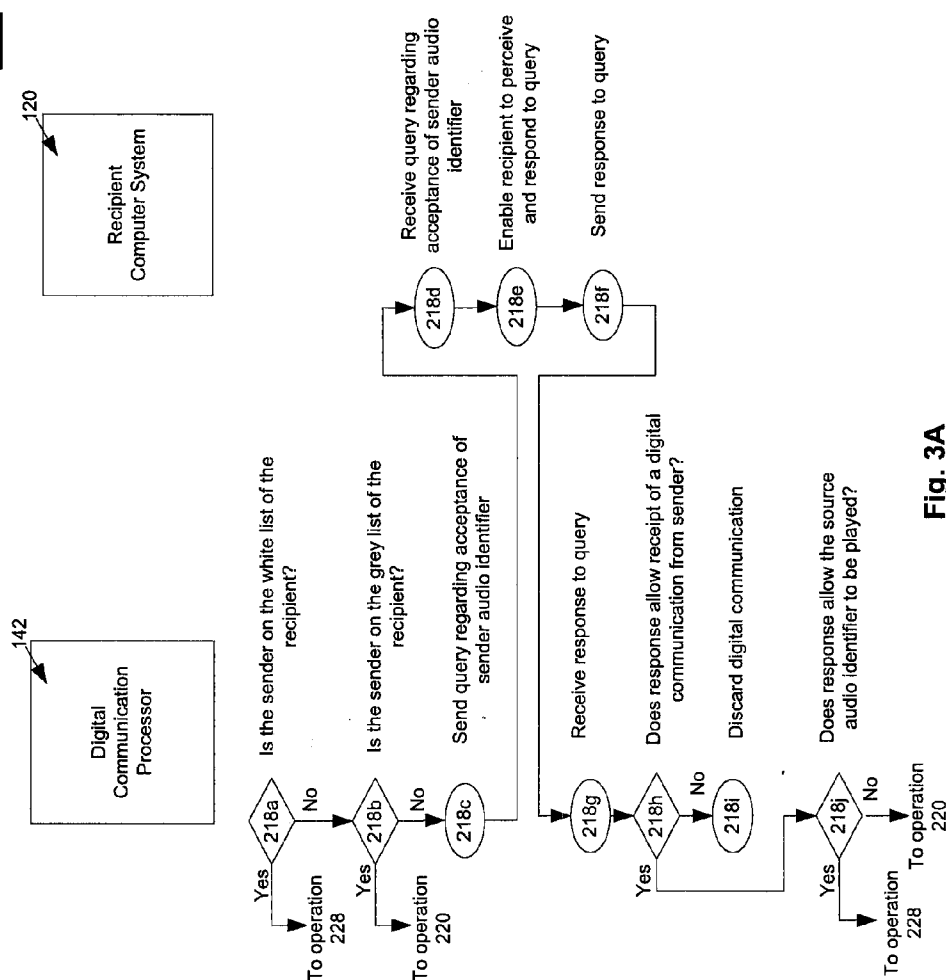 142
Digital
Communication
Processor
120
Recipient
Computer System
218a
Is the sender on the white list of the
recipient?
Yes
No
To operation
228
218b
Is the sender on the grey list of the
recipient?
Yes
No
To operation
220
218c
Send query regarding acceptance of
sender audio identifier
218d
Receive query regarding
acceptance of sender audio
identifier
218e
Enable recipient to perceive
and respond to query
218f
Send response to query
218g
Receive response to query
218h
Does response allow receipt of a digital
communication from sender?
Yes
No
218i
Discard digital communication
218j
Does response allow the source
audio identifier to be played?
Yes
No
To operation
228
To operation
220
Fig. 3A